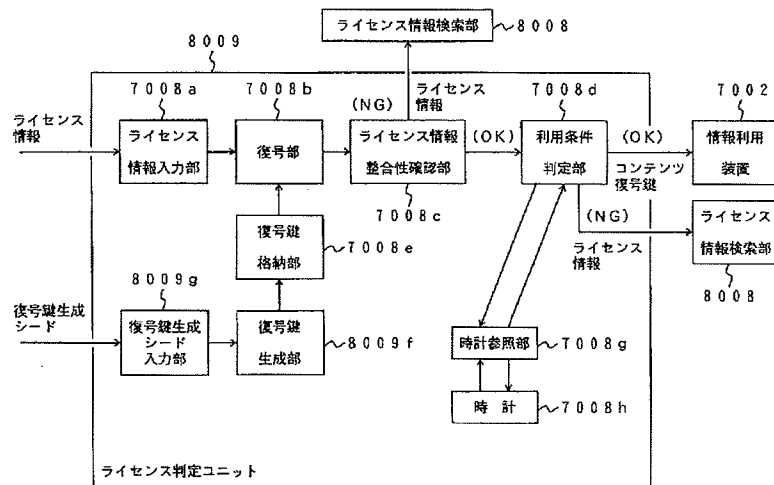 ライセンス情報検索部
8008
8009
7008a
7008b
(NG)
ライセンス
情報
7008d
7002
ライセンス
情報
ライセンス
情報入力部
復号部
ライセンス情報
整合性確認部
(OK)
利用条件
判定部
(OK)
コンテンツ
復号鍵
情報利用
装置
7008c
(NG)
ライセンス
情報
ライセンス
情報検索部
8008
復号鍵
格納部
7008e
8009g
復号鍵生成
シード
復号鍵生成
シード
入力部
復号鍵
生成部
8009f
時計参照部
7008g
時計
7008h
ライセンス判定ユニット